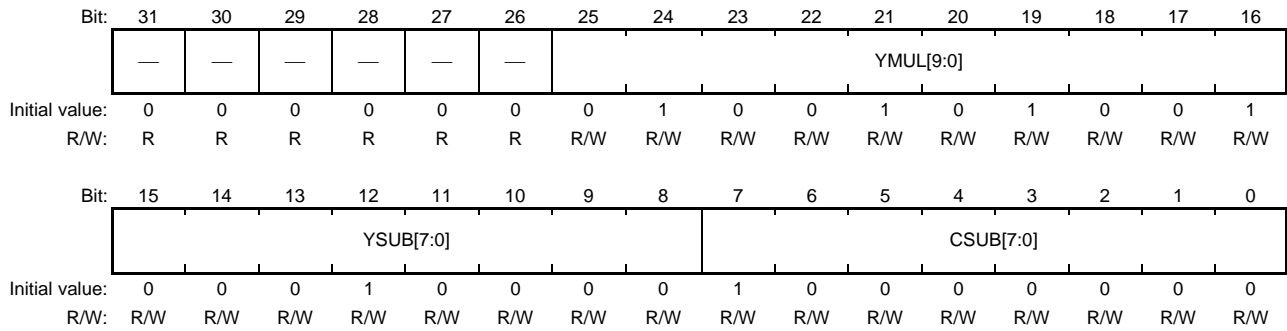 Bit: 31 30 29 28 27 26 25 24 23 22 21 20 19 18 17 16
— — — — — — YMUL[9:0]
Initial value: 0 0 0 0 0 0 0 1 0 0 1 0 1 0 0 1
R/W: R R R R R R R/W R/W R/W R/W R/W R/W R/W R/W R/W R/W
Bit: 15 14 13 12 11 10 9 8 7 6 5 4 3 2 1 0
YSUB[7:0] CSUB[7:0]
Initial value: 0 0 0 1 0 0 0 0 1 0 0 0 0 0 0 0
R/W: R/W R/W R/W R/W R/W R/W R/W R/W R/W R/W R/W R/W R/W R/W R/W R/W